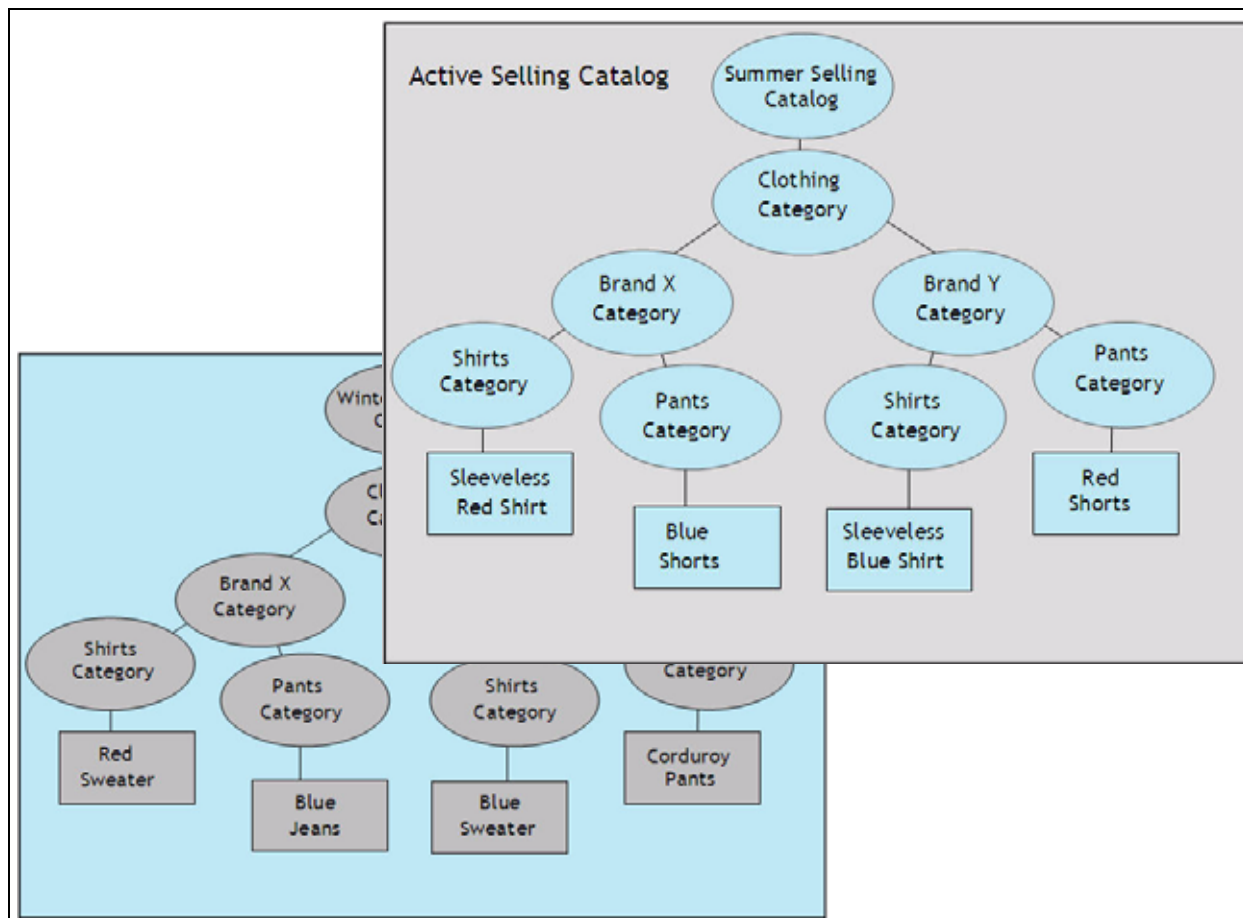 Active Selling Catalog
Summer Selling
Catalog
Clothing
Category
Brand X
Category
Brand Y
Category
Shirts
Category
Pants
Category
Shirts
Category
Pants
Category
Sleeveless
Red Shirt
Blue
Shorts
Sleeveless
Blue Shirt
Red
Shorts
Brand X
Category
Shirts
Category
Pants
Category
Shirts
Category
Category
Red
Sweater
Blue
Jeans
Blue
Sweater
Corduroy
Pants